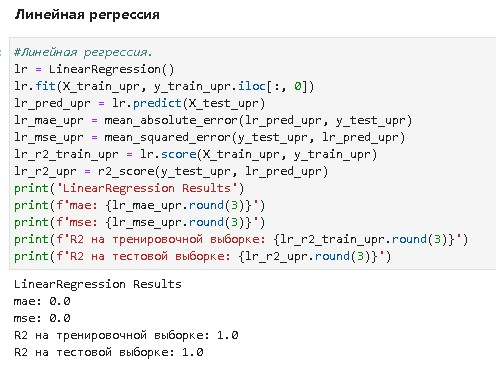 Линейная регрессия
#Линейная регрессия.
lr = LinearRegression()
lr.fit(X_train_upr, y_train_upr.iloc[:, 0])
lr_pred_upr = lr.predict(X_test_upr)
lr_mae_upr = mean_absolute_error(lr_pred_upr, y_test_upr)
lr_mse_upr = mean_squared_error(y_test_upr, lr_pred_upr)
lr_r2_train_upr = lr.score(X_train_upr, y_train_upr)
lr_r2_upr = r2_score(y_test_upr, lr_pred_upr)
print('LinearRegression Results')
print(f'mae: {lr_mae_upr.round(3)}')
print(f'mse: {lr_mse_upr.round(3)}')
print(f'R2 на тренировочной выборке: {lr_r2_train_upr.round(3)}')
print(f'R2 на тестовой выборке: {lr_r2_upr.round(3)}')
LinearRegression Results
mae: 0.0
mse: 0.0
R2 на тренировочной выборке: 1.0
R2 на тестовой выборке: 1.0